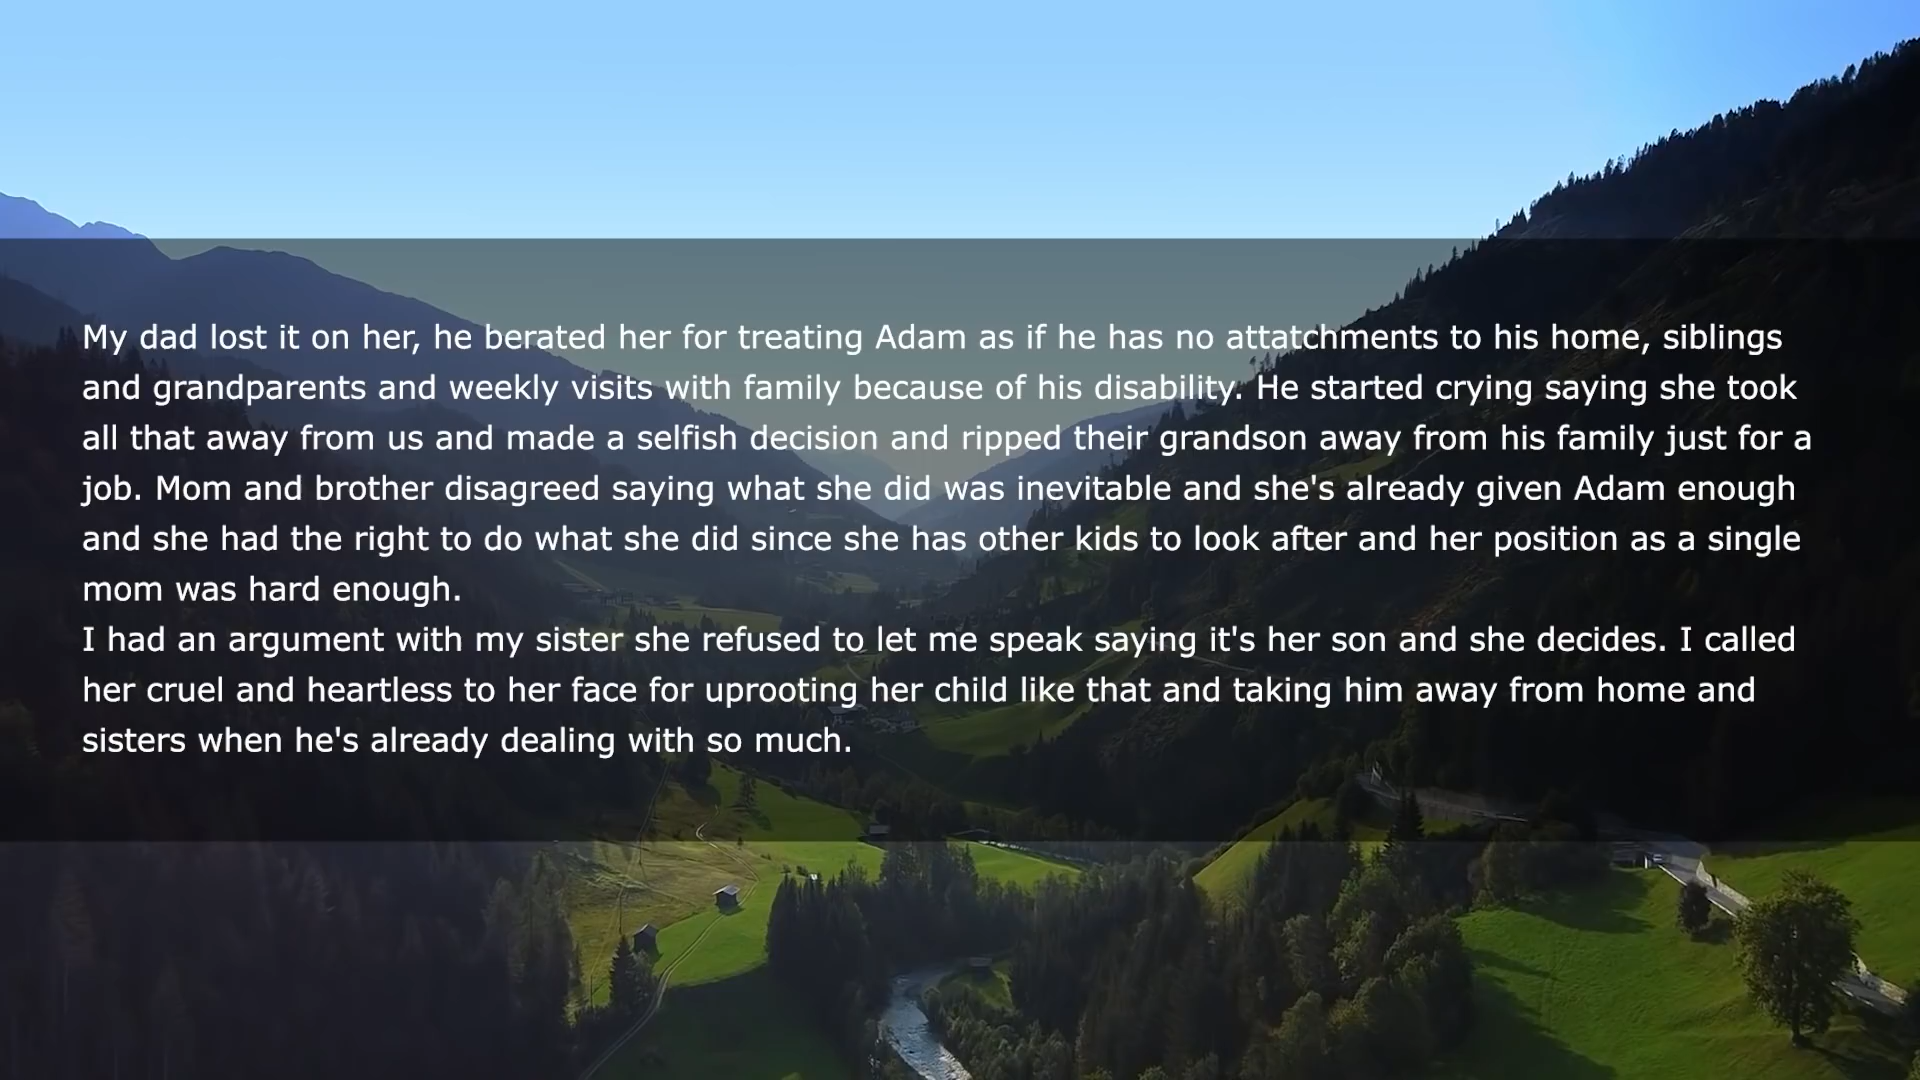 My dad lost it on her, he berated her for treating Adam as if he has no attatchments to his home, siblings
and grandparents and weekly visits with family because of his disability. He started crying saying she took
all that away from us and made a selfish decision and ripped their grandson away from his family just for a
job. Mom and brother disagreed saying what she did was inevitable and she's already given Adam enough
and she had the right to do what she did since she has other kids to look after and her position as a single
mom was hard enough.
I had an argument with my sister she refused to let me speak saying it's her son and she decides. I called
her cruel and heartless to her face for uprooting her child like that and taking him away from home and
sisters when he's already dealing with so much.